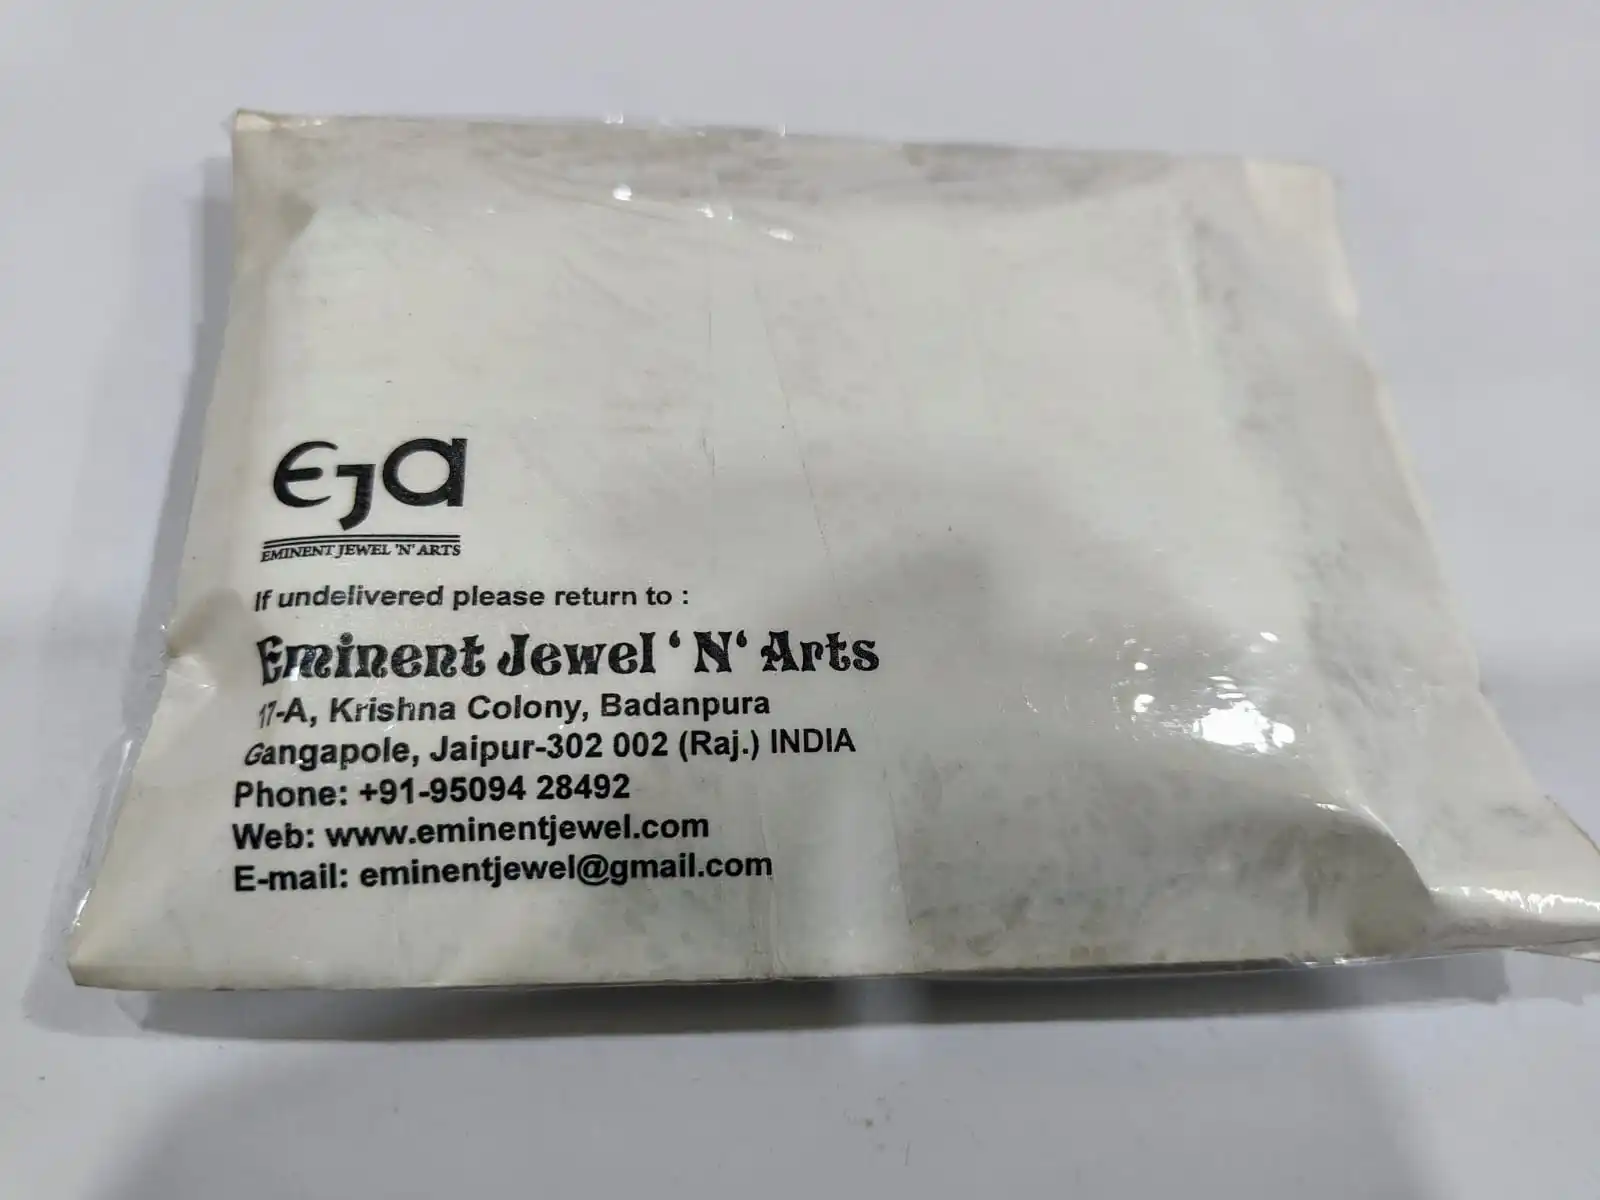 EJA
EMINENT JEWEL 'N' ARTS
If undelivered please return to :
Eminent Jewel ‘N‘ Arts
17-A, Krishna Colony, Badanpura
Gangapole, Jaipur-302 002 (Raj.) INDIA
Phone: +91-95094 28492
Web: www.eminentjewel.com
E-mail: eminentjewel@gmail.com